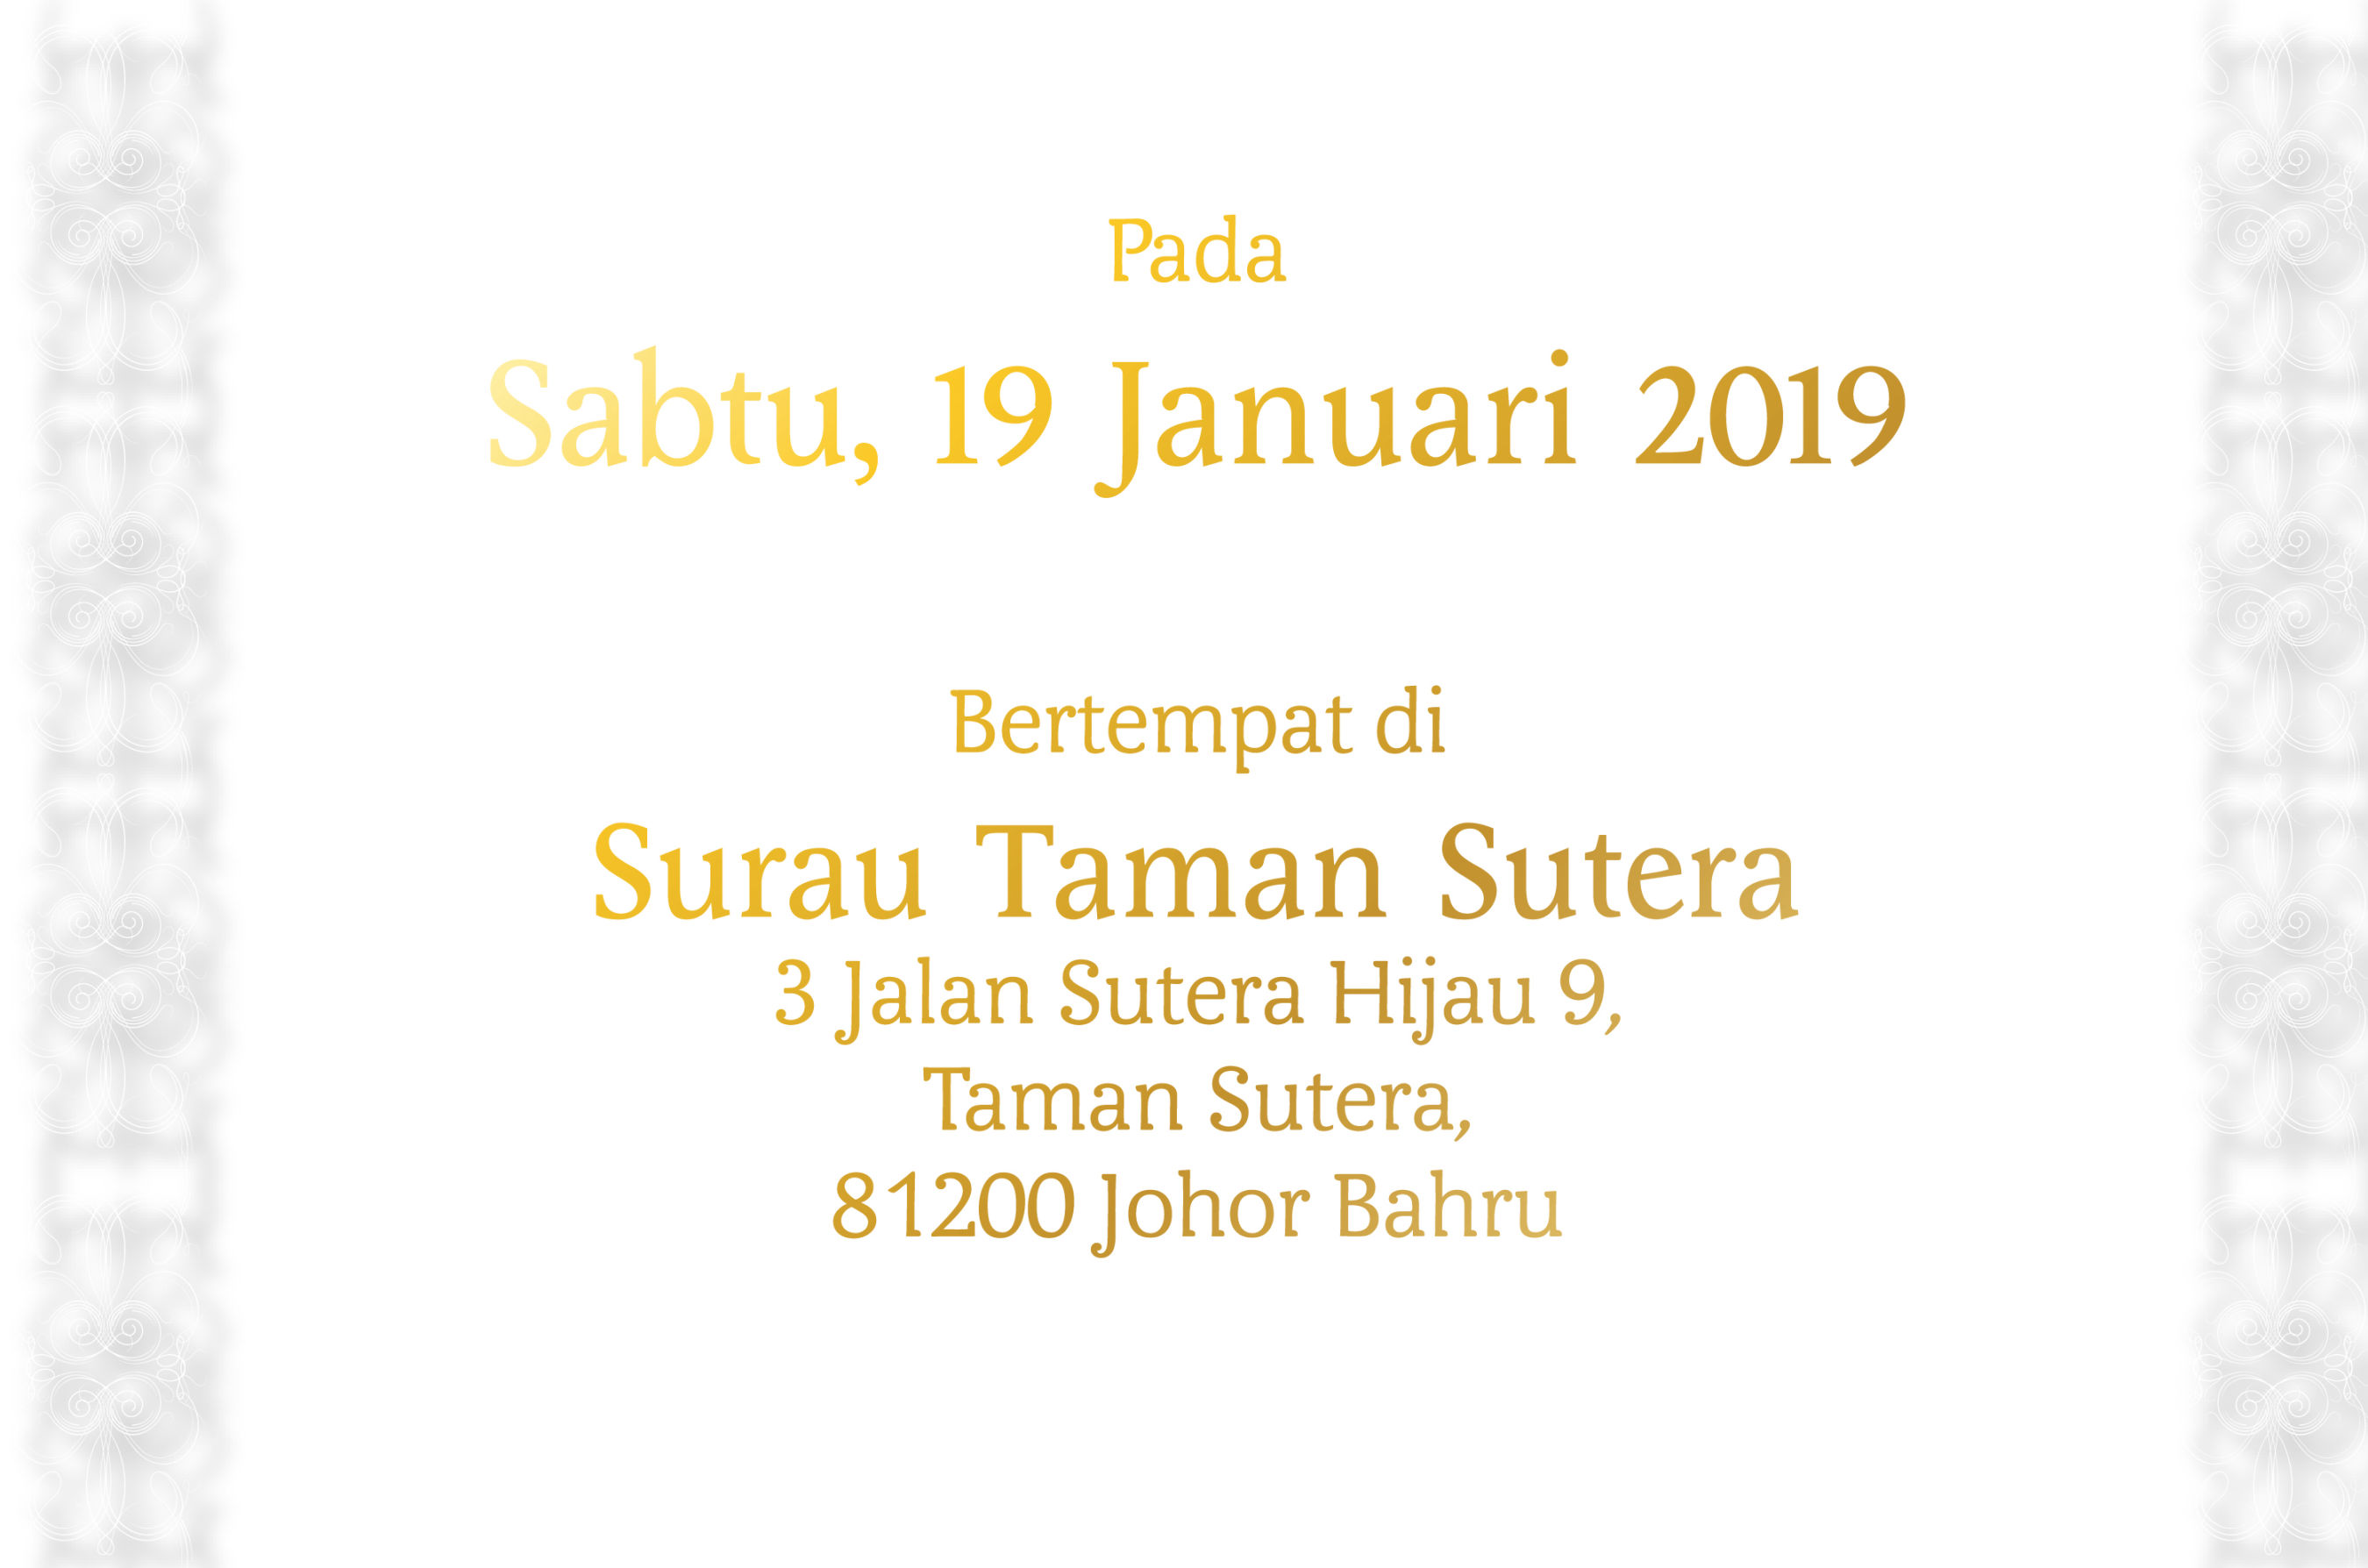 Pada
Sabtu, 19 Januari 2019
Bertempat di
Surau Taman Sutera
3 Jalan Sutera Hijau 9,
Taman Sutera,
81200 Johor Bahru